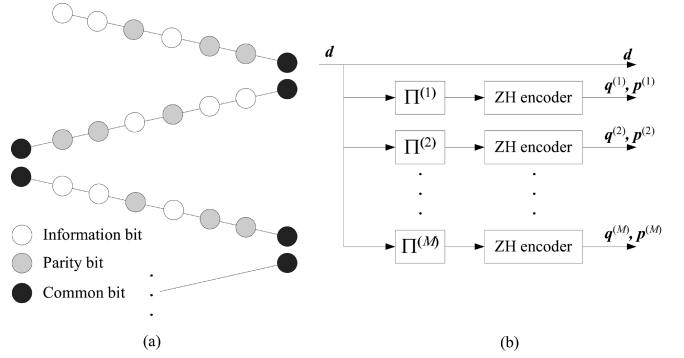 Information bit
Parity bit
Common bit
(a)
d d
q(1), p(1)
Π(1) ZH encoder
q(2), p(2)
Π(2) ZH encoder
q(M), p(M)
Π(M) ZH encoder
(b)